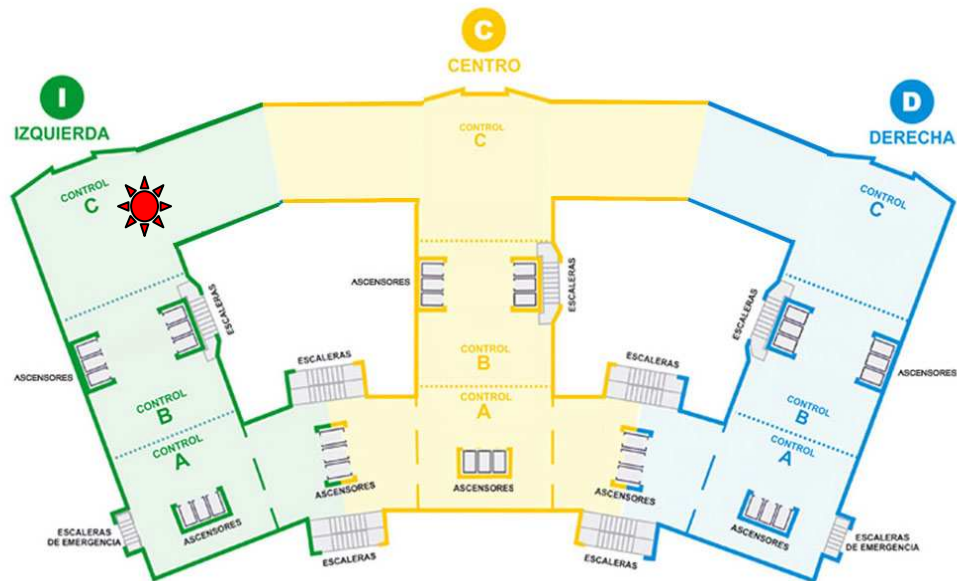 C
CENTRO
I
IZQUIERDA
D
DERECHA
CONTROL
C
CONTROL
C
CONTROL
C
ASCENSORES
ESCALERAS
ESCALERAS
ESCALERAS
ASCENSORES
ESCALERAS
CONTROL
B
ESCALERAS
ASCENSORES
CONTROL
B
CONTROL
A
CONTROL
B
CONTROL
A
CONTROL
A
ASCENSORES
ASCENSORES
ASCENSORES
ASCENSORES
ASCENSORES
ESCALERAS
DE EMERGENCIA
ESCALERAS
ESCALERAS
ESCALERAS
DE EMERGENCIA